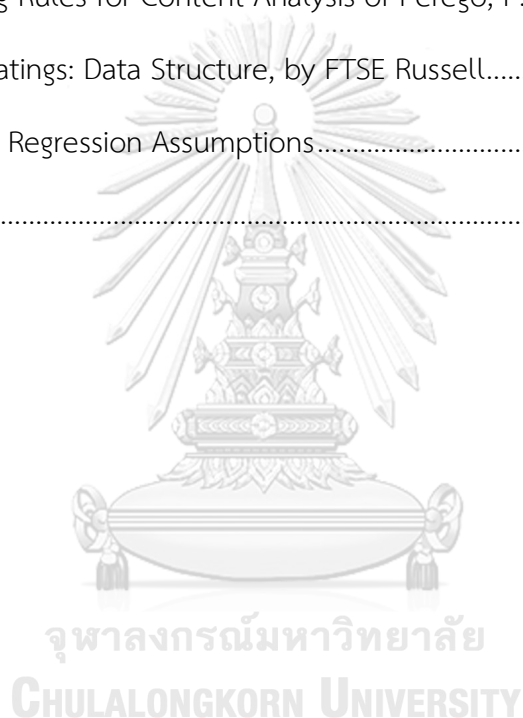 g Rules for Content Analysis of Perego, P.
atings: Data Structure, by FTSE Russell.....
Regression Assumptions............................
....................................................................................
จุฬาลงกรณ์มหาวิทยาลัย
CHULALONGKORN UNIVERSITY